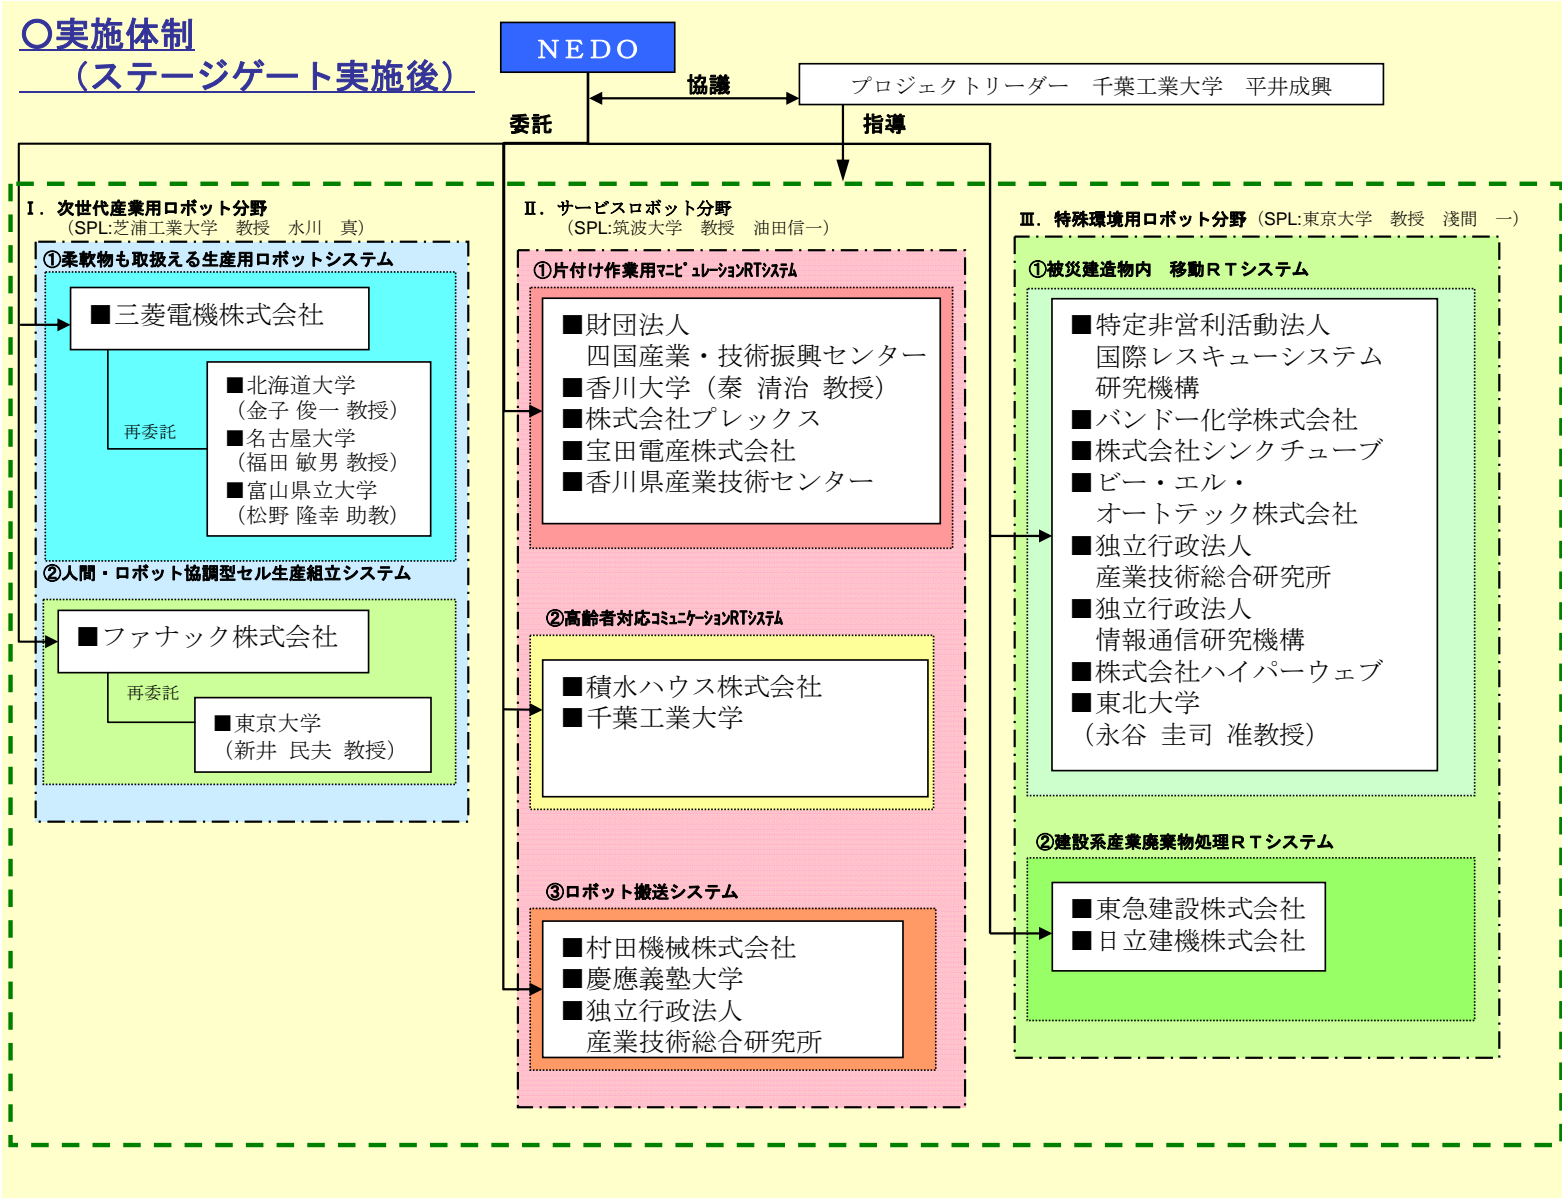 ○実施体制
（ステージゲート実施後）
ＮＥＤＯ
協議
プロジェクトリーダー　千葉工業大学　平井成興
委託
指導
Ⅰ．次世代産業用ロボット分野
（SPL:芝浦工業大学　教授　水川　真）
①柔軟物も取扱える生産用ロボットシステム
■三菱電機株式会社
再委託
■北海道大学
（金子 俊一 教授）
■名古屋大学
（福田 敏男 教授）
■富山県立大学
（松野 隆幸 助教）
②人間・ロボット協調型セル生産組立システム
■ファナック株式会社
再委託
■東京大学
（新井 民夫 教授）
Ⅱ．サービスロボット分野
（SPL:筑波大学　教授　油田信一）
①片付け作業用ﾏﾆﾋﾟｭﾚｰｼｮﾝRTｼｽﾃﾑ
■財団法人
四国産業・技術振興センター
■香川大学（秦 清治 教授）
■株式会社プレックス
■宝田電産株式会社
■香川県産業技術センター
②高齢者対応ｺﾐｭﾆｹｰｼｮﾝRTｼｽﾃﾑ
■積水ハウス株式会社
■千葉工業大学
③ロボット搬送システム
■村田機械株式会社
■慶應義塾大学
■独立行政法人
産業技術総合研究所
Ⅲ．特殊環境用ロボット分野（SPL:東京大学　教授　淺間　一）
①被災建造物内　移動ＲＴシステム
■特定非営利活動法人
国際レスキューシステム
研究機構
■バンドー化学株式会社
■株式会社シンクチューブ
■ビー・エル・
オートテック株式会社
■独立行政法人
産業技術総合研究所
■独立行政法人
情報通信研究機構
■株式会社ハイパーウェブ
■東北大学
（永谷 圭司 准教授）
②建設系産業廃棄物処理ＲＴシステム
■東急建設株式会社
■日立建機株式会社